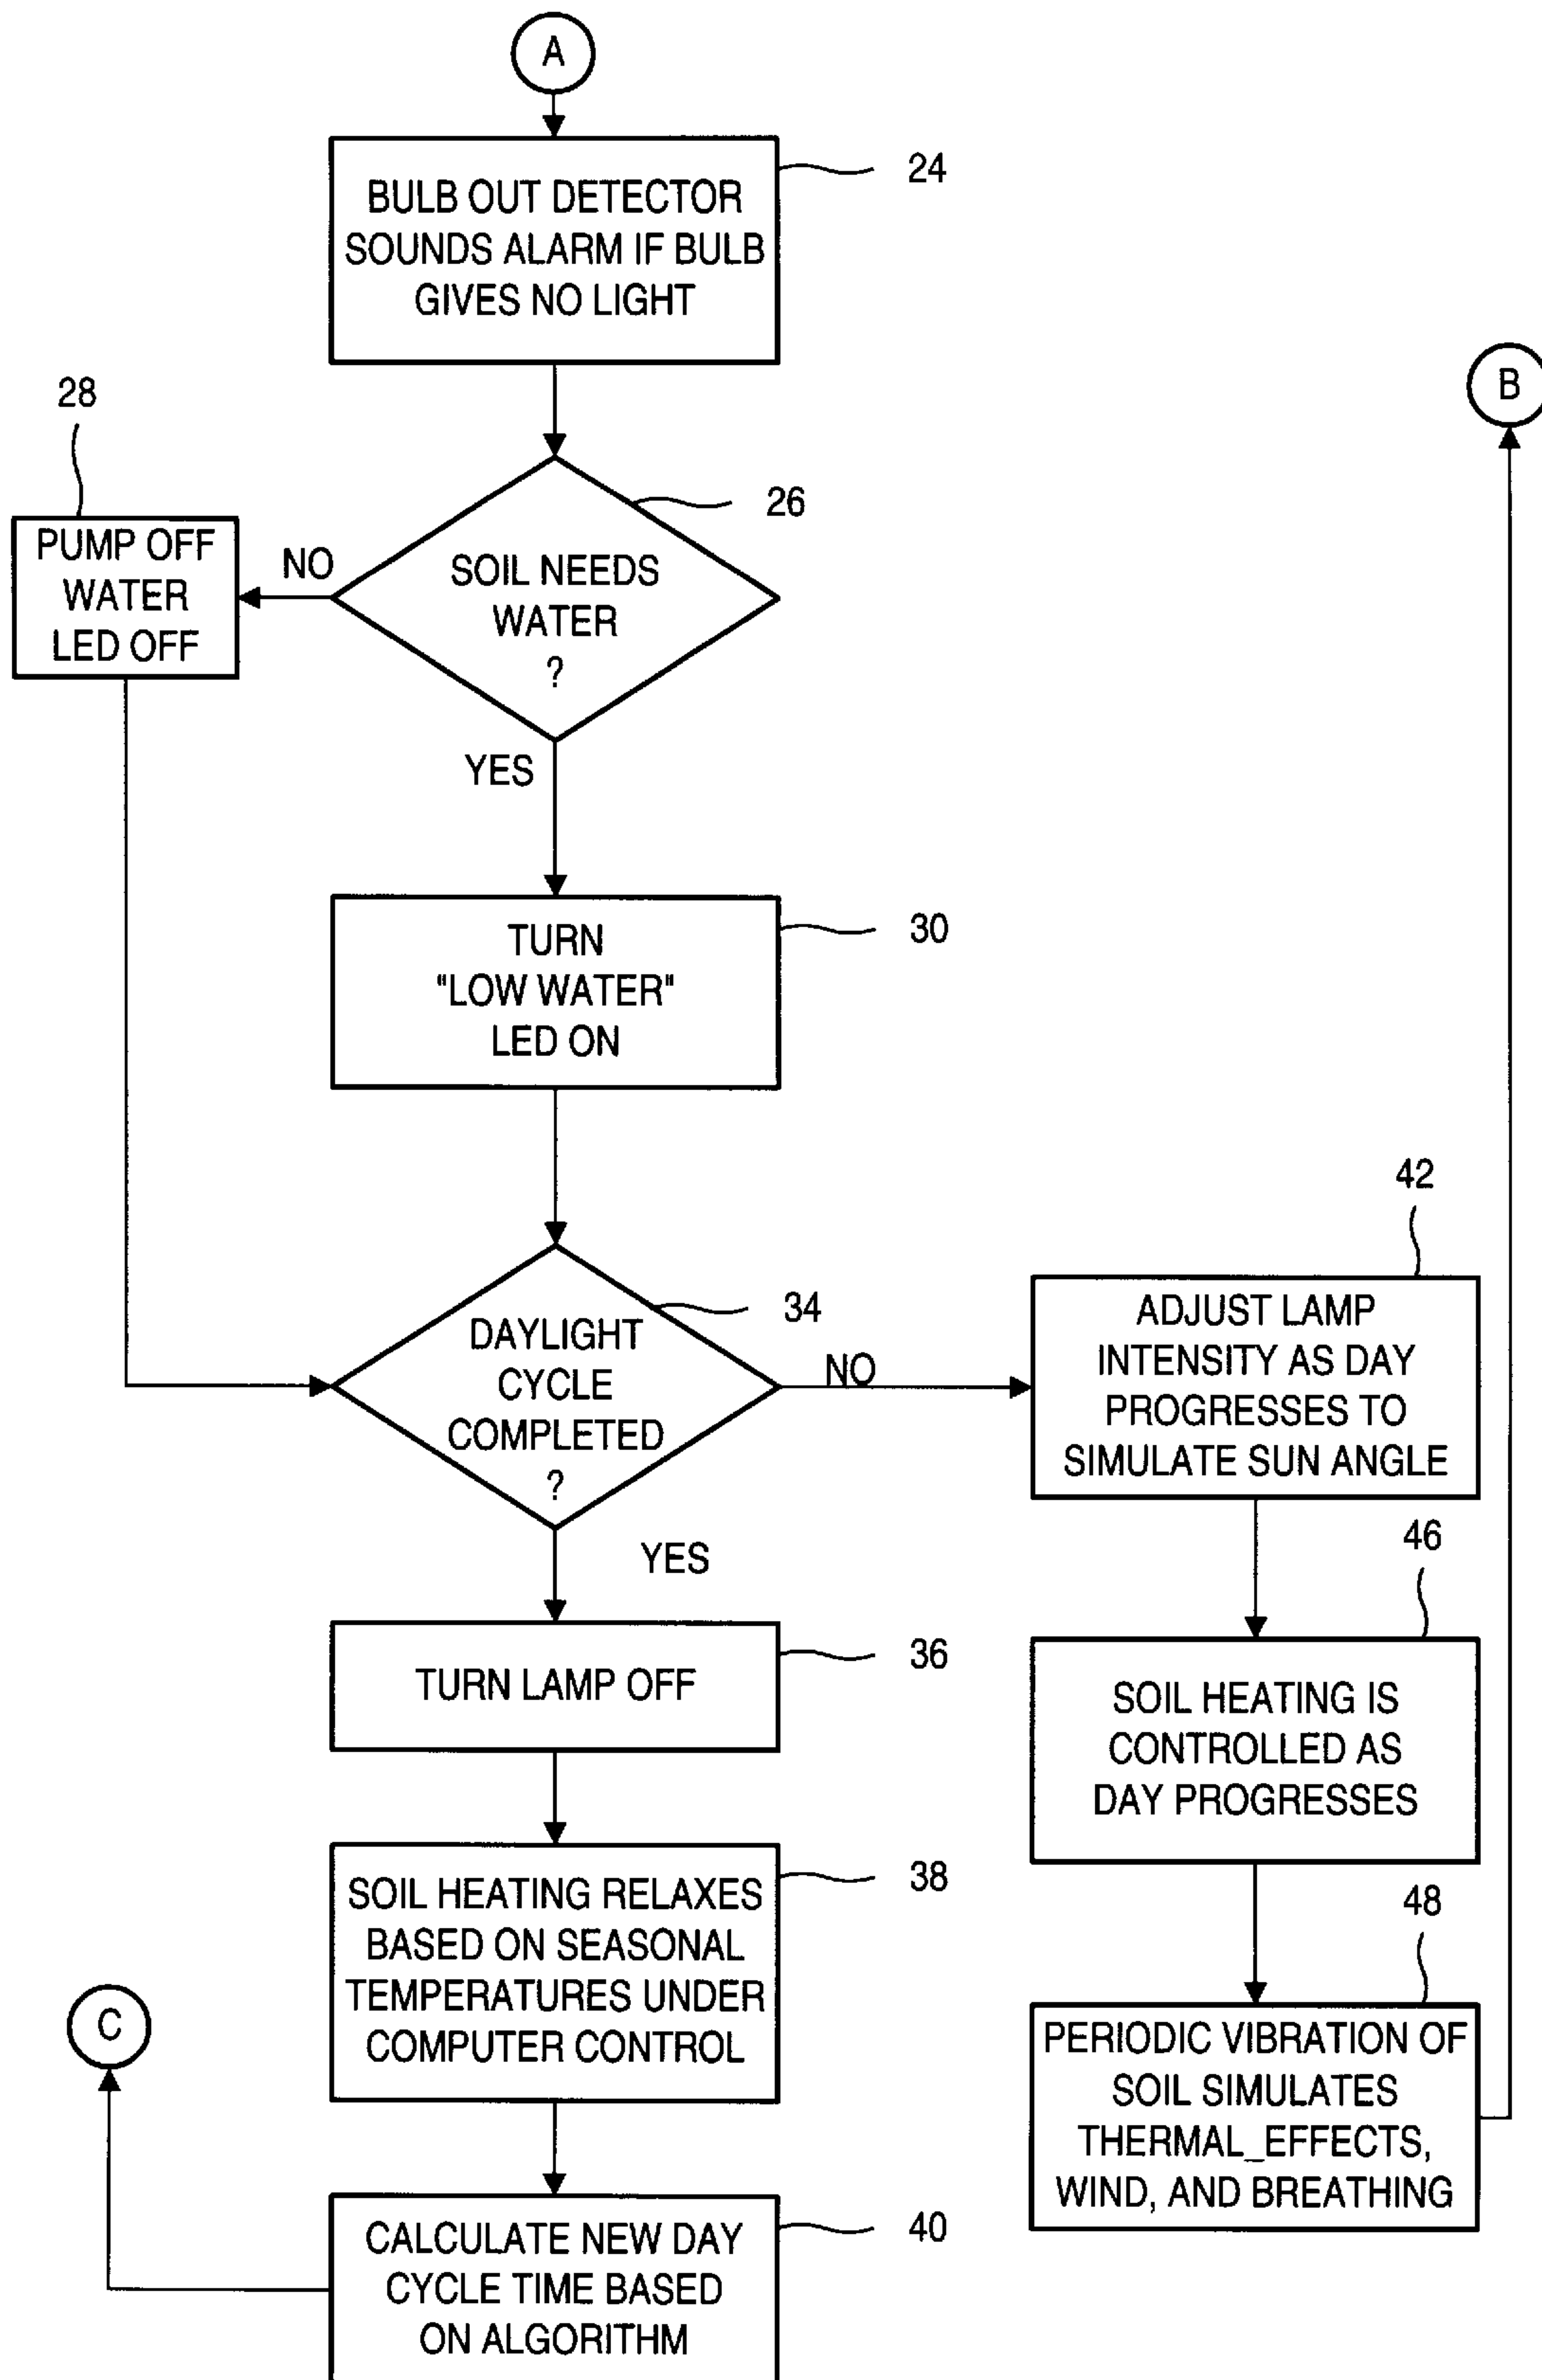 A
BULB OUT DETECTOR
SOUNDS ALARM IF BULB
GIVES NO LIGHT
24
B
28
PUMP OFF
WATER
LED OFF
NO
SOIL NEEDS
WATER
?
26
YES
TURN
"LOW WATER"
LED ON
30
DAYLIGHT
CYCLE
COMPLETED
?
34
NO
42
ADJUST LAMP
INTENSITY AS DAY
PROGRESSES TO
SIMULATE SUN ANGLE
YES
TURN LAMP OFF
36
46
SOIL HEATING IS
CONTROLLED AS
DAY PROGRESSES
SOIL HEATING RELAXES
BASED ON SEASONAL
TEMPERATURES UNDER
COMPUTER CONTROL
38
48
PERIODIC VIBRATION OF
SOIL SIMULATES
THERMAL_EFFECTS,
WIND, AND BREATHING
C
CALCULATE NEW DAY
CYCLE TIME BASED
ON ALGORITHM
40